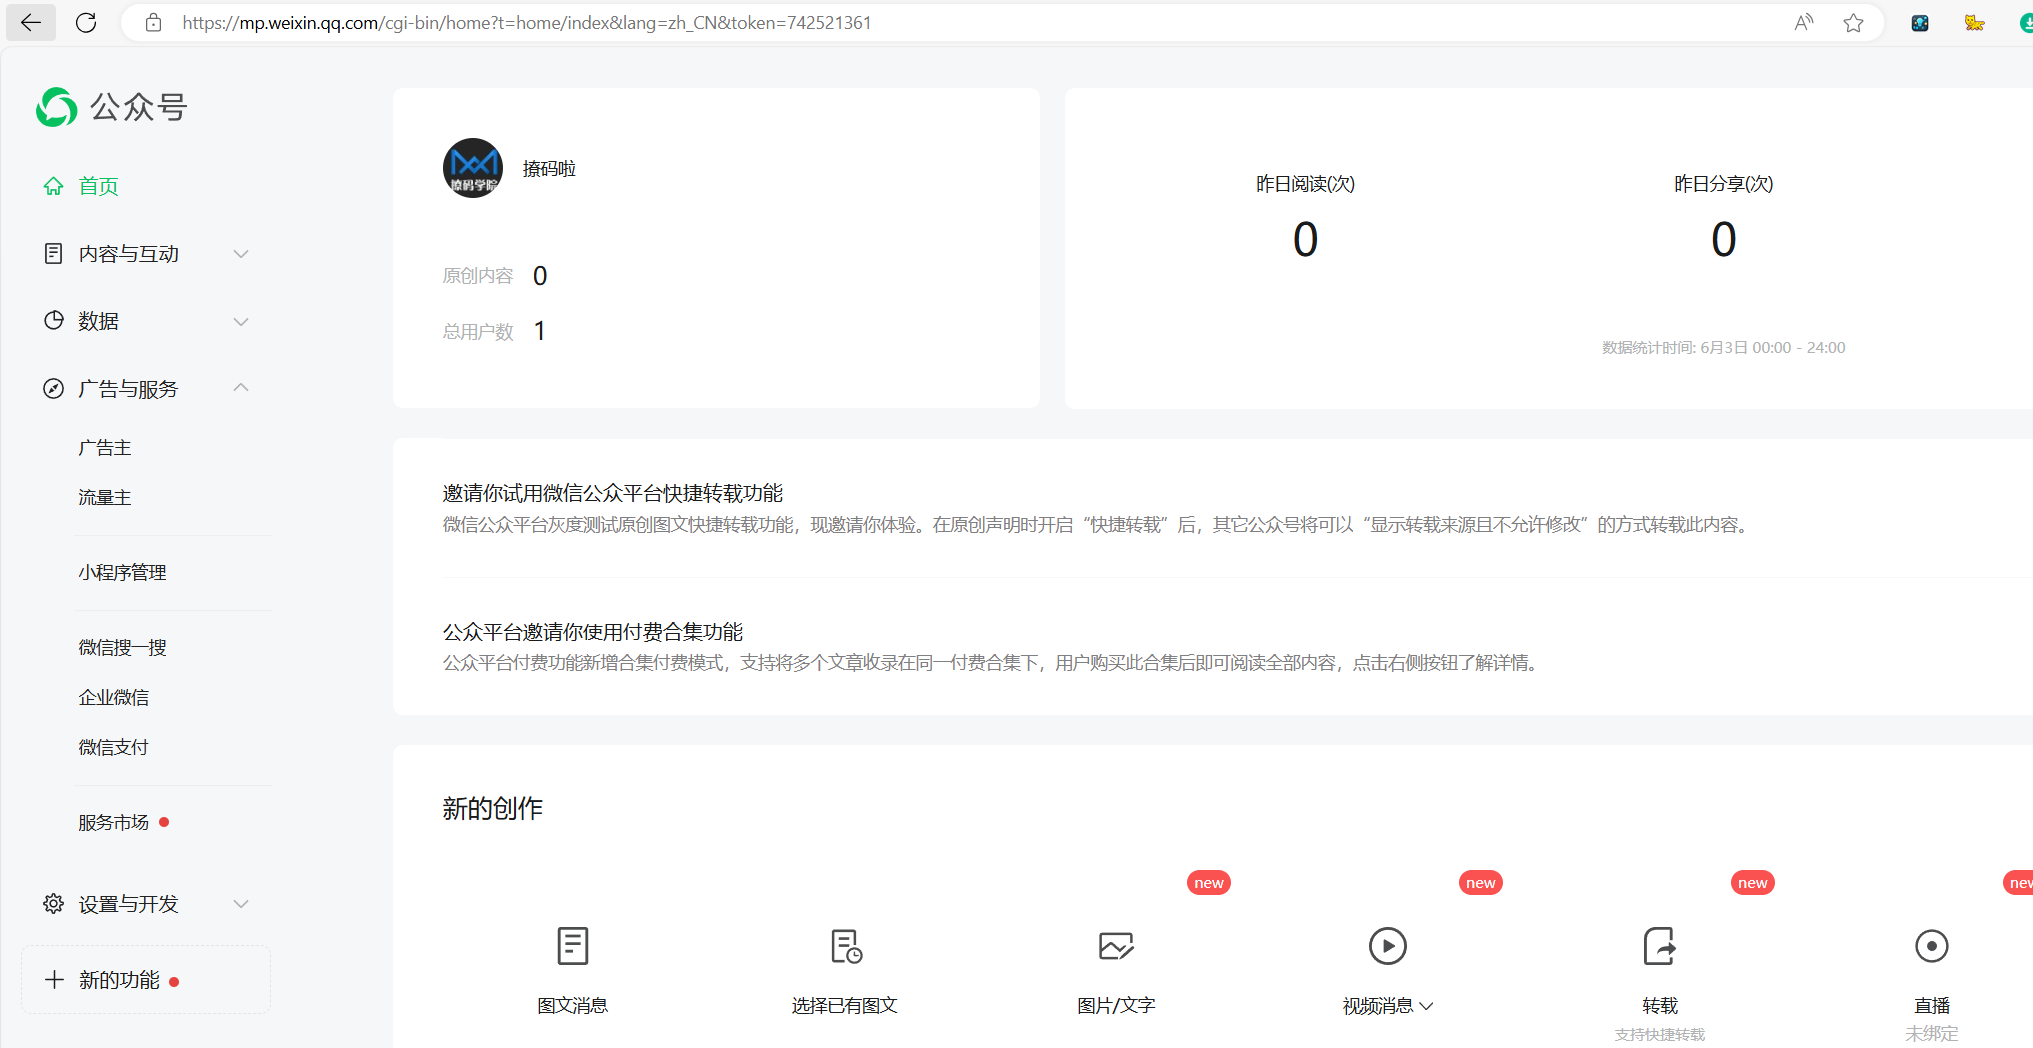 https://mp.weixin.qq.com/cgi-bin/home?t=home/index&lang=zh_CN&token=742521361
公众号
首页
内容与互动
数据
广告与服务
广告主
流量主
小程序管理
微信搜一搜
企业微信
微信支付
服务市场
设置与开发
新的功能
撩码学院
撩码啦
原创内容 0
总用户数 1
昨日阅读(次)
0
昨日分享(次)
0
数据统计时间: 6月3日 00:00 - 24:00
邀请你试用微信公众平台快捷转载功能
微信公众平台灰度测试原创图文快捷转载功能，现邀请你体验。在原创声明时开启“快捷转载”后，其它公众号将可以“显示转载来源且不允许修改”的方式转载此内容。
公众平台邀请你使用付费合集功能
公众平台付费功能新增合集付费模式，支持将多个文章收录在同一付费合集下，用户购买此合集后即可阅读全部内容，点击右侧按钮了解详情。
新的创作
图文消息
选择已有图文
new
图片/文字
new
视频消息
new
转载
支持快捷转载
new
直播
未绑定